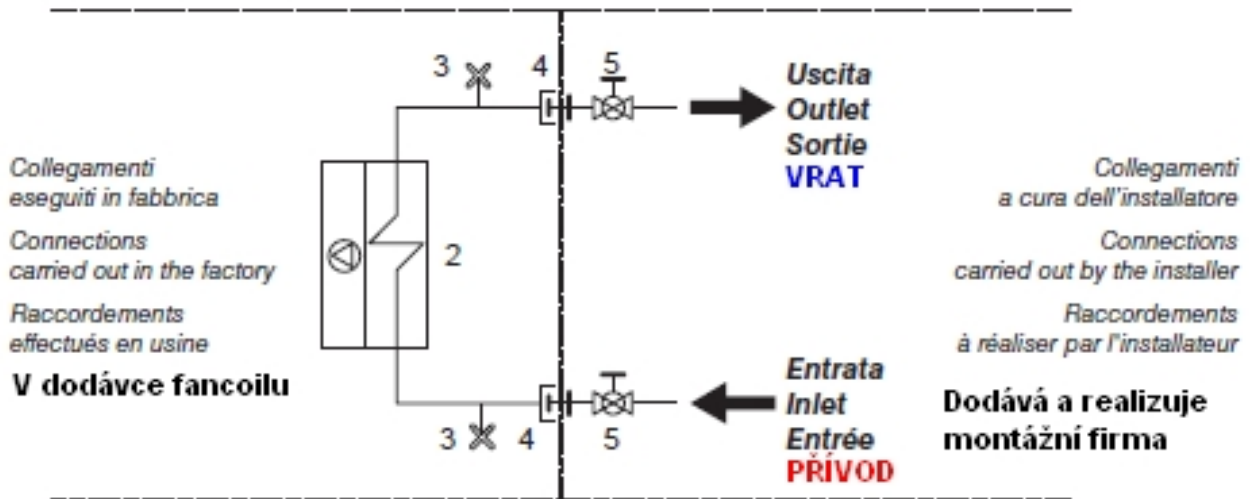 3
4
5
Uscita
Outlet
Sortie
VRAT
Collegamenti
eseguiti in fabbrica
Connections
carried out in the factory
Raccordements
effectués en usine
V dodávce fancoilu
2
Collegamenti
a cura dell'installatore
Connections
carried out by the installer
Raccordements
à réaliser par l'installateur
Dodává a realizuje
montážní firma
3
4
5
Entrata
Inlet
Entrée
PŘÍVOD